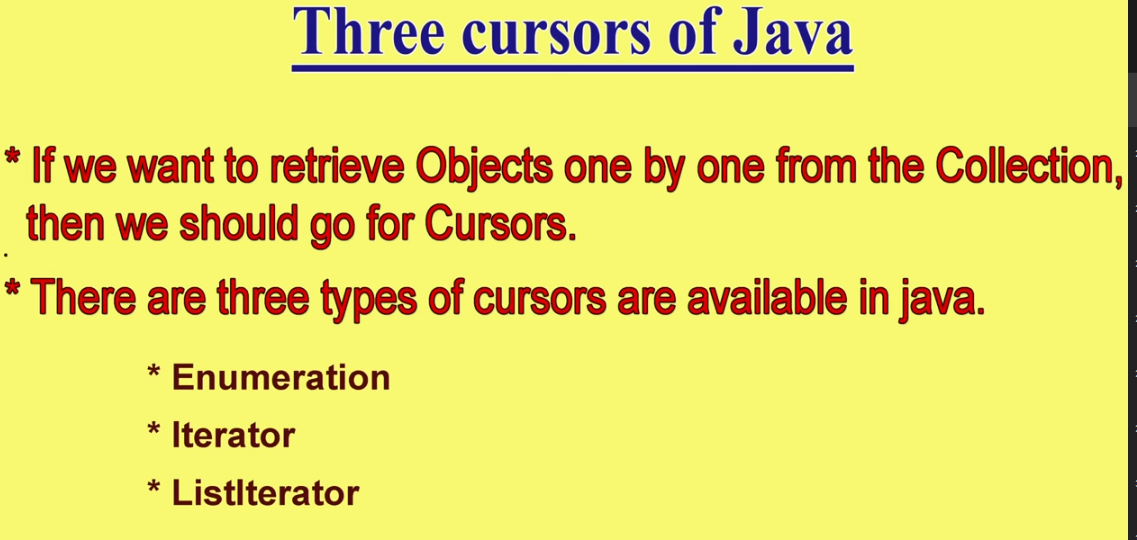 Three cursors of Java
* If we want to retrieve Objects one by one from the Collection,
then we should go for Cursors.
* There are three types of cursors are available in java.
* Enumeration
* Iterator
* ListIterator